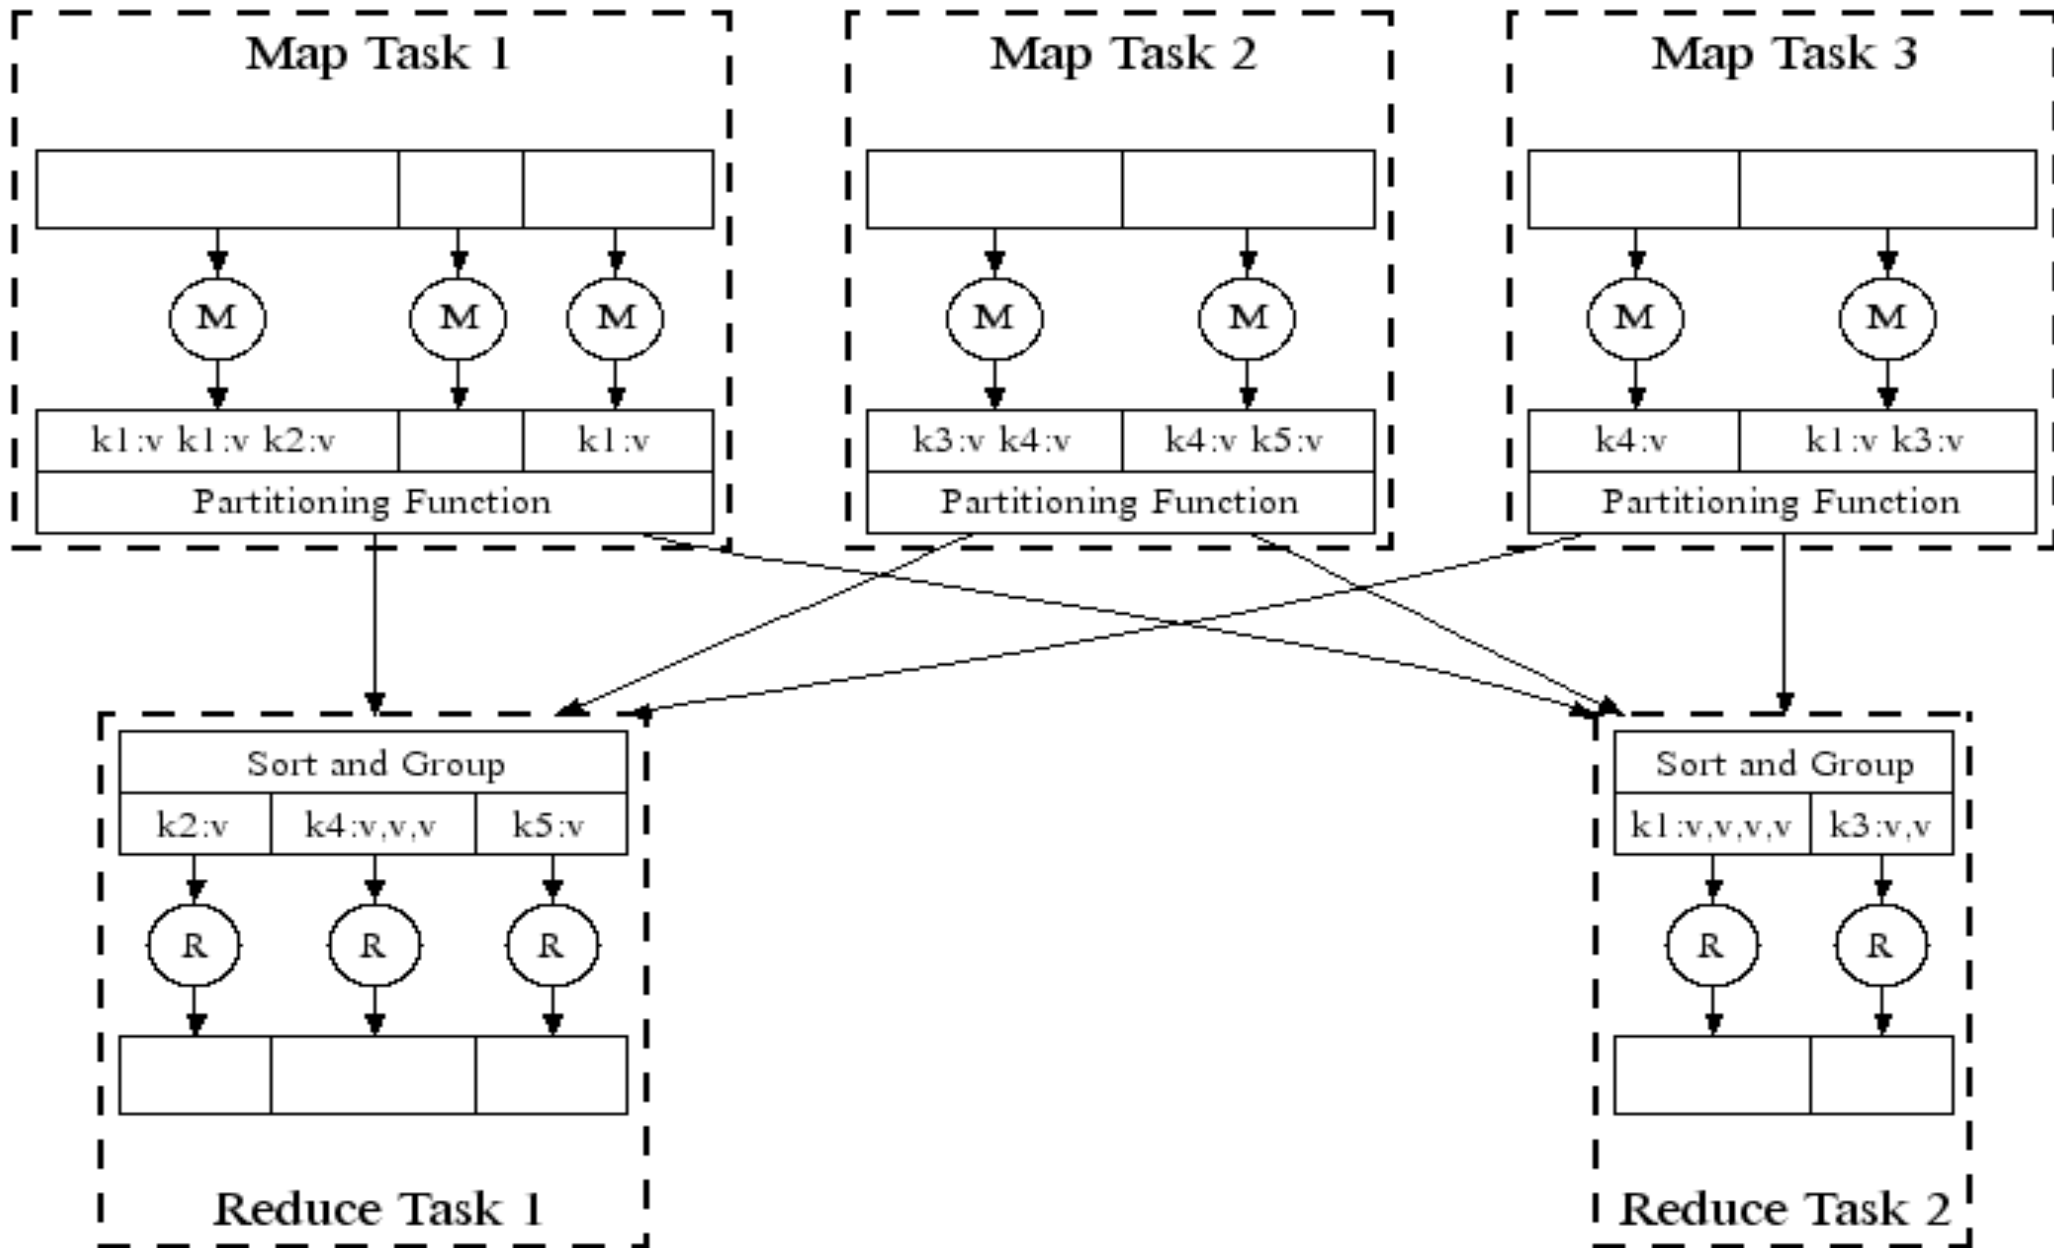 Map Task 1
Map Task 2
Map Task 3
M
M
M
M
M
M
M
k1:v k1:v k2:v
k1:v
k3:v k4:v
k4:v k5:v
k4:v
k1:v k3:v
Partitioning Function
Partitioning Function
Partitioning Function
Sort and Group
Sort and Group
k2:v
k4:v,v,v
k5:v
k1:v,v,v,v
k3:v,v
R
R
R
R
R
Reduce Task 1
Reduce Task 2